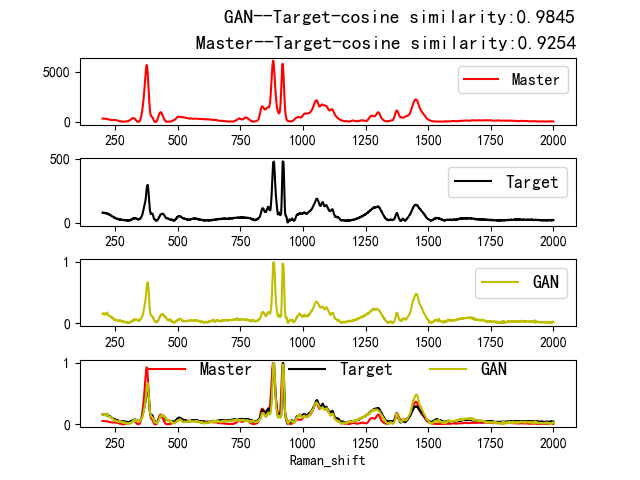 GAN--Target-cosine similarity:0.9845
Master--Target-cosine similarity:0.9254
5000
0
Master
250 500 750 1000 1250 1500 1750 2000
500
0
Target
250 500 750 1000 1250 1500 1750 2000
1
0
GAN
250 500 750 1000 1250 1500 1750 2000
1
0
Master Target GAN
250 500 750 1000 1250 1500 1750 2000
Raman_shift